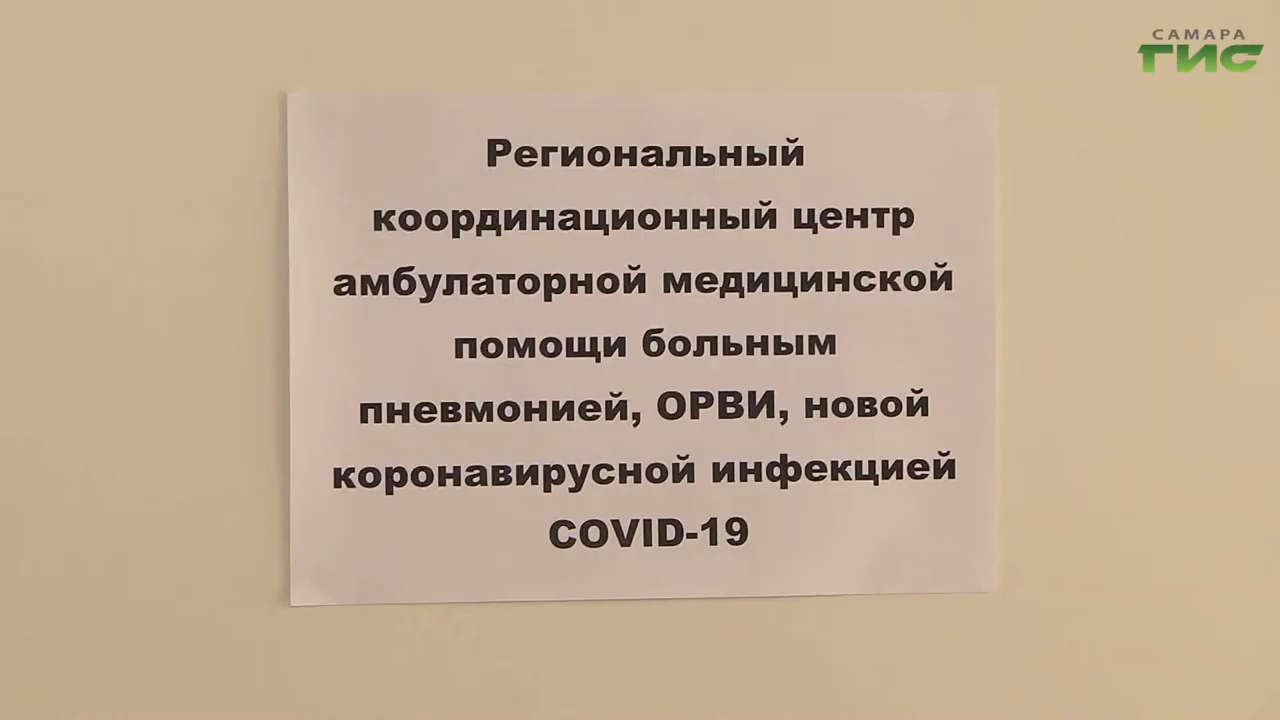 САМАРА
ГИС
Региональный
координационный центр
амбулаторной медицинской
помощи больным
пневмонией, ОРВИ, новой
коронавирусной инфекцией
COVID-19